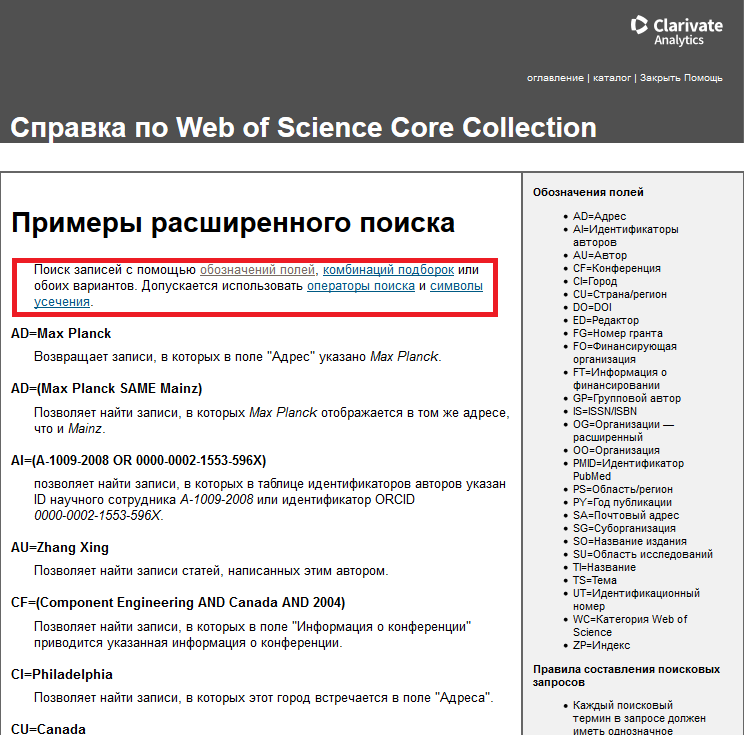 Clarivate
Analytics
оглавление | каталог | Закрыть Помощь
Справка по Web of Science Core Collection
Примеры расширенного поиска
Поиск записей с помощью обозначений полей, комбинаций подборок или
обоих вариантов. Допускается использовать операторы поиска и символы
усечения.
AD=Max Planck
Возвращает записи, в которых в поле "Адрес" указано Max Planck.
AD=(Max Planck SAME Mainz)
Позволяет найти записи, в которых Max Planck отображается в том же адресе,
что и Mainz.
AI=(A-1009-2008 OR 0000-0002-1553-596X)
позволяет найти записи, в которых в таблице идентификаторов авторов указан
ID научного сотрудника A-1009-2008 или идентификатор ORCID
0000-0002-1553-596X.
AU=Zhang Xing
Позволяет найти записи статей, написанных этим автором.
CF=(Component Engineering AND Canada AND 2004)
Позволяет найти записи, в которых в поле "Информация о конференции"
приводится указанная информация о конференции.
CI=Philadelphia
Позволяет найти записи, в которых этот город встречается в поле "Адреса".
CU=Canada
Обозначения полей
• AD=Адрес
• AI=Идентификаторы
авторов
• AU=Автор
• CF=Конференция
• CI=Город
• CU=Страна/регион
• DO=DOI
• ED=Редактор
• FG=Номер гранта
• FO=Финансирующая
организация
• FT=Информация о
финансировании
• GP=Групповой автор
• IS=ISSN/ISBN
• OG=Организации —
расширенный
• OO=Организация
• PMID=Идентификатор
PubMed
• PS=Область/регион
• PY=Год публикации
• SA=Почтовый адрес
• SG=Суборганизация
• SO=Название издания
• SU=Область исследований
• TI=Название
• TS=Тема
• UT=Идентификационный
номер
• WC=Категория Web of
Science
• ZP=Индекс
Правила составления поисковых
запросов
• Каждый поисковый
термин в запросе должен
иметь однозначное